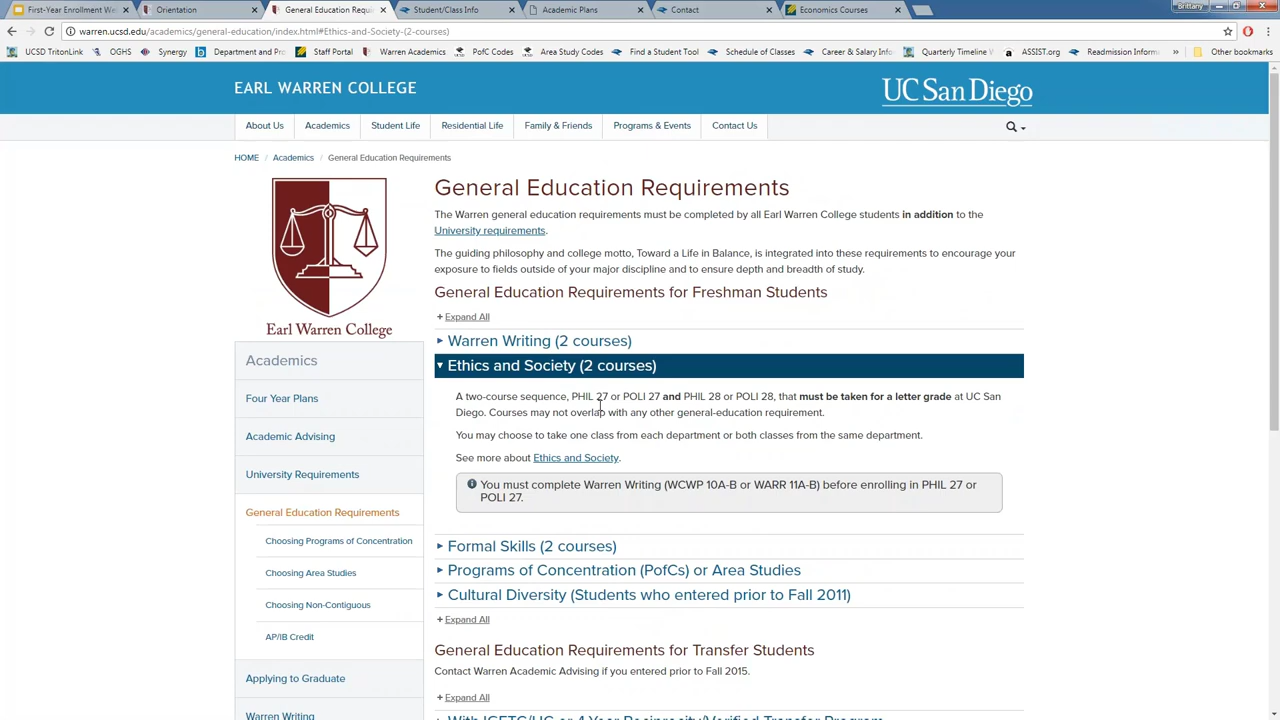 First-Year Enrollment We
Orientation
General Education Requi
Student/Class Info
Academic Plans
Contact
Economics Courses
Brittany
warren.ucsd.edu/academics/general-education/index.html#Ethics-and-Society-(2-courses)
UCSD TritonLink
OGHS
Synergy
Department and Pro
Staff Portal
Warren Academics
PofC Codes
Area Study Codes
Find a Student Tool
Schedule of Classes
Career & Salary Info
Quarterly Timeline
ASSIST.org
Readmission Inform
» Other bookmarks
EARL WARREN COLLEGE
UC San Diego
About Us
Academics
Student Life
Residential Life
Family & Friends
Programs & Events
Contact Us
HOME / Academics / General Education Requirements
Earl Warren College
Academics
Four Year Plans
Academic Advising
University Requirements
General Education Requirements
Choosing Programs of Concentration
Choosing Area Studies
Choosing Non-Contiguous
AP/IB Credit
Applying to Graduate
Warren Writing
General Education Requirements
The Warren general education requirements must be completed by all Earl Warren College students in addition to the
University requirements.
The guiding philosophy and college motto, Toward a Life in Balance, is integrated into these requirements to encourage your
exposure to fields outside of your major discipline and to ensure depth and breadth of study.
General Education Requirements for Freshman Students
+ Expand All
Warren Writing (2 courses)
Ethics and Society (2 courses)
A two-course sequence, PHIL 27 or POLI 27 and PHIL 28 or POLI 28, that must be taken for a letter grade at UC San
Diego. Courses may not overlap with any other general-education requirement.
You may choose to take one class from each department or both classes from the same department.
See more about Ethics and Society.
You must complete Warren Writing (WCWP 10A-B or WARR 11A-B) before enrolling in PHIL 27 or
POLI 27.
Formal Skills (2 courses)
Programs of Concentration (PofCs) or Area Studies
Cultural Diversity (Students who entered prior to Fall 2011)
+ Expand All
General Education Requirements for Transfer Students
Contact Warren Academic Advising if you entered prior to Fall 2015.
+ Expand All
With IGETC/UC or 4 Year Reciprocity/Verified Transfer Program